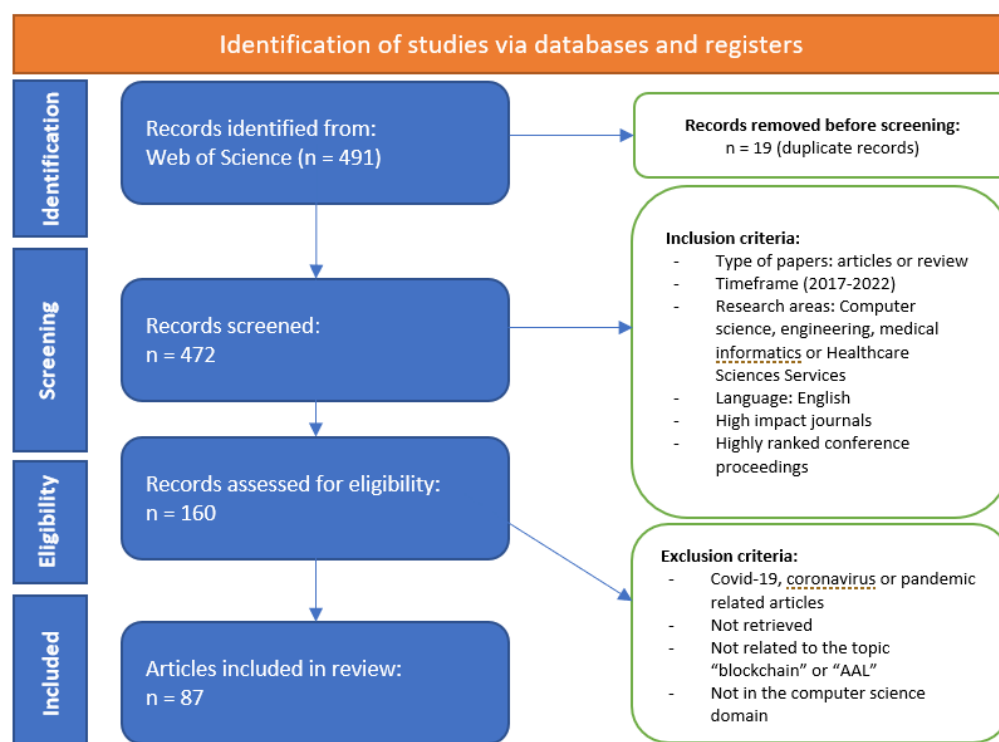 Identification of studies via databases and registers
Identification
Records identified from:
Web of Science (n = 491)
Records removed before screening:
n = 19 (duplicate records)
Screening
Records screened:
n = 472
Inclusion criteria:
- Type of papers: articles or review
- Timeframe (2017-2022)
- Research areas: Computer
science, engineering, medical
informatics or Healthcare
Sciences Services
- Language: English
- High impact journals
- Highly ranked conference
proceedings
Eligibility
Records assessed for eligibility:
n = 160
Exclusion criteria:
- Covid-19, coronavirus or pandemic
related articles
- Not retrieved
- Not related to the topic
“blockchain” or “AAL”
- Not in the computer science
domain
Included
Articles included in review:
n = 87